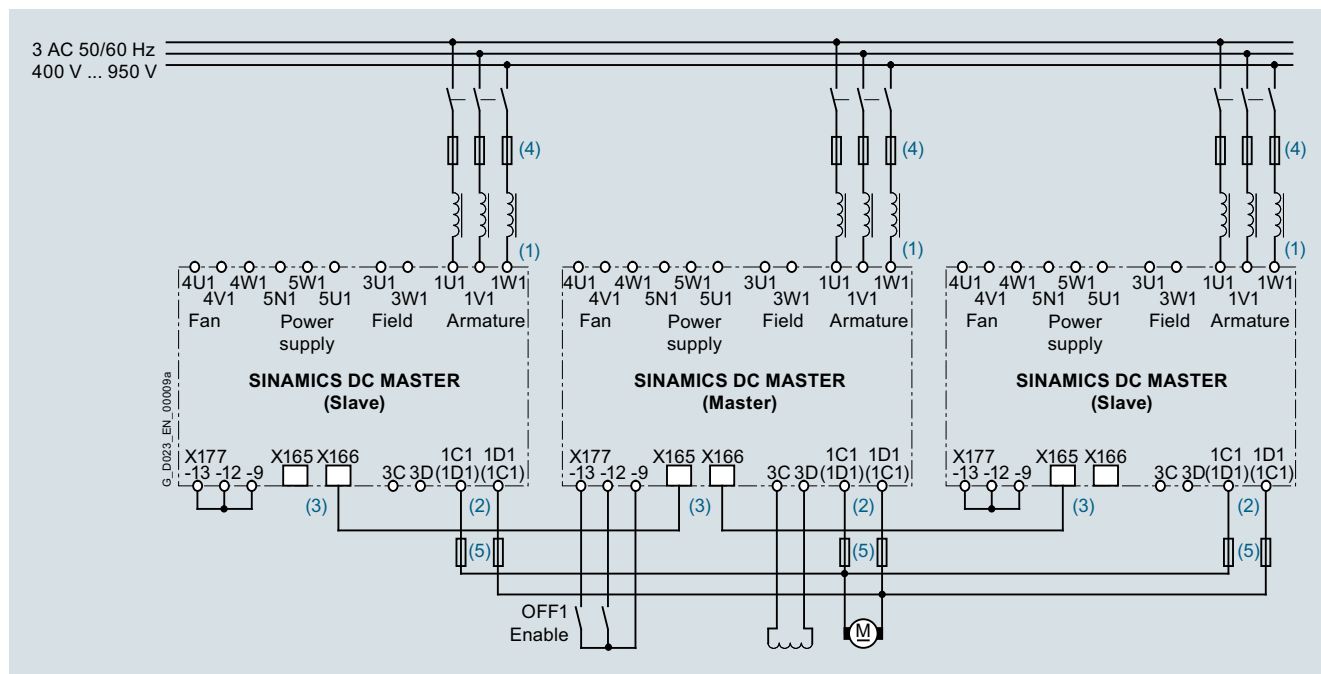 3 AC 50/60 Hz
400 V ... 950 V
(4) (4) (4)
(1) (1) (1)
4U1 4W1 5W1 3U1 1U1 1W1 4U1 4W1 5W1 3U1 1U1 1W1 4U1 4W1 5W1 3U1 1U1 1W1
4V1 5N1 5U1 3W1 1V1 4V1 5N1 5U1 3W1 1V1 4V1 5N1 5U1 3W1 1V1
Fan Power Field Armature Fan Power Field Armature Fan Power Field Armature
supply supply supply
SINAMICS DC MASTER SINAMICS DC MASTER SINAMICS DC MASTER
(Slave) (Master) (Slave)
G_D023_EN_00009a
X177 X165 X166 1C1 1D1 X177 X165 X166 1C1 1D1 X177 X165 X166 1C1 1D1
-13 -12 -9 3C 3D (1D1) (1C1) -13 -12 -9 3C 3D (1D1) (1C1) -13 -12 -9 3C 3D (1D1) (1C1)
(3) (2) (3) (2) (3) (2)
(5) (5) (5)
OFF1
Enable
M